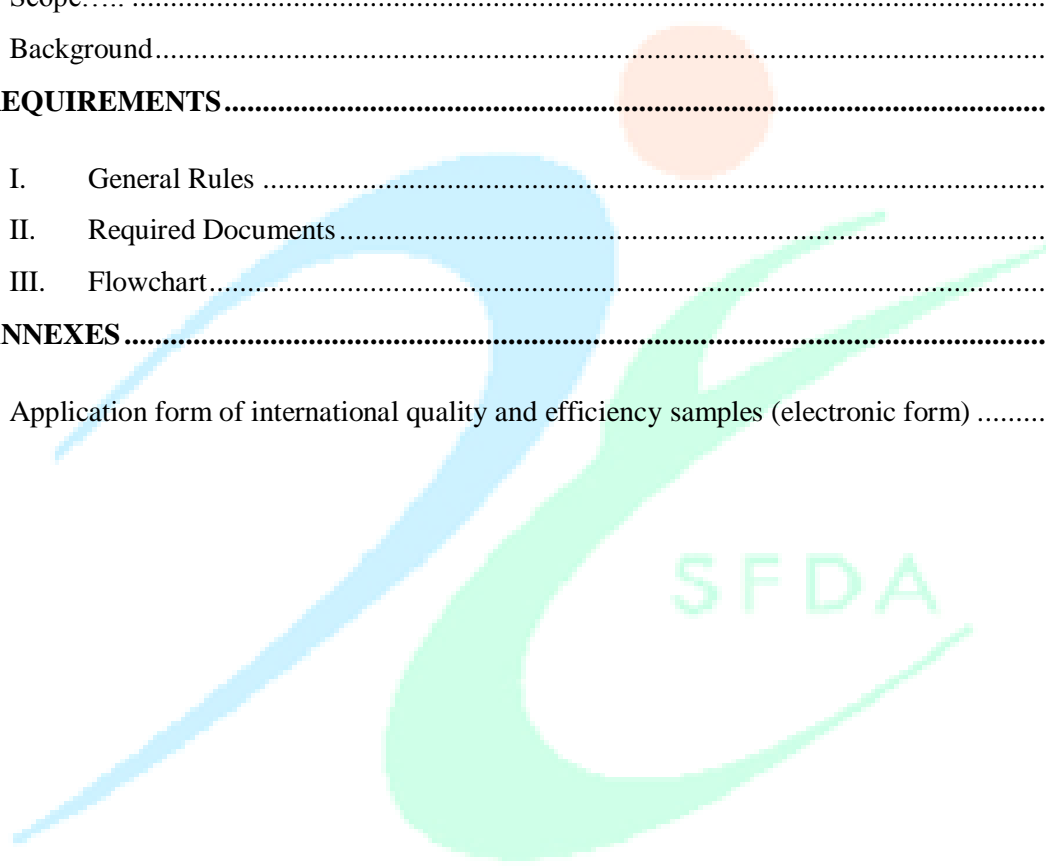 Scope…..
Background
EQUIREMENTS
I. General Rules
II. Required Documents
III. Flowchart
NNEXES
Application form of international quality and efficiency samples (electronic form)
SFDA